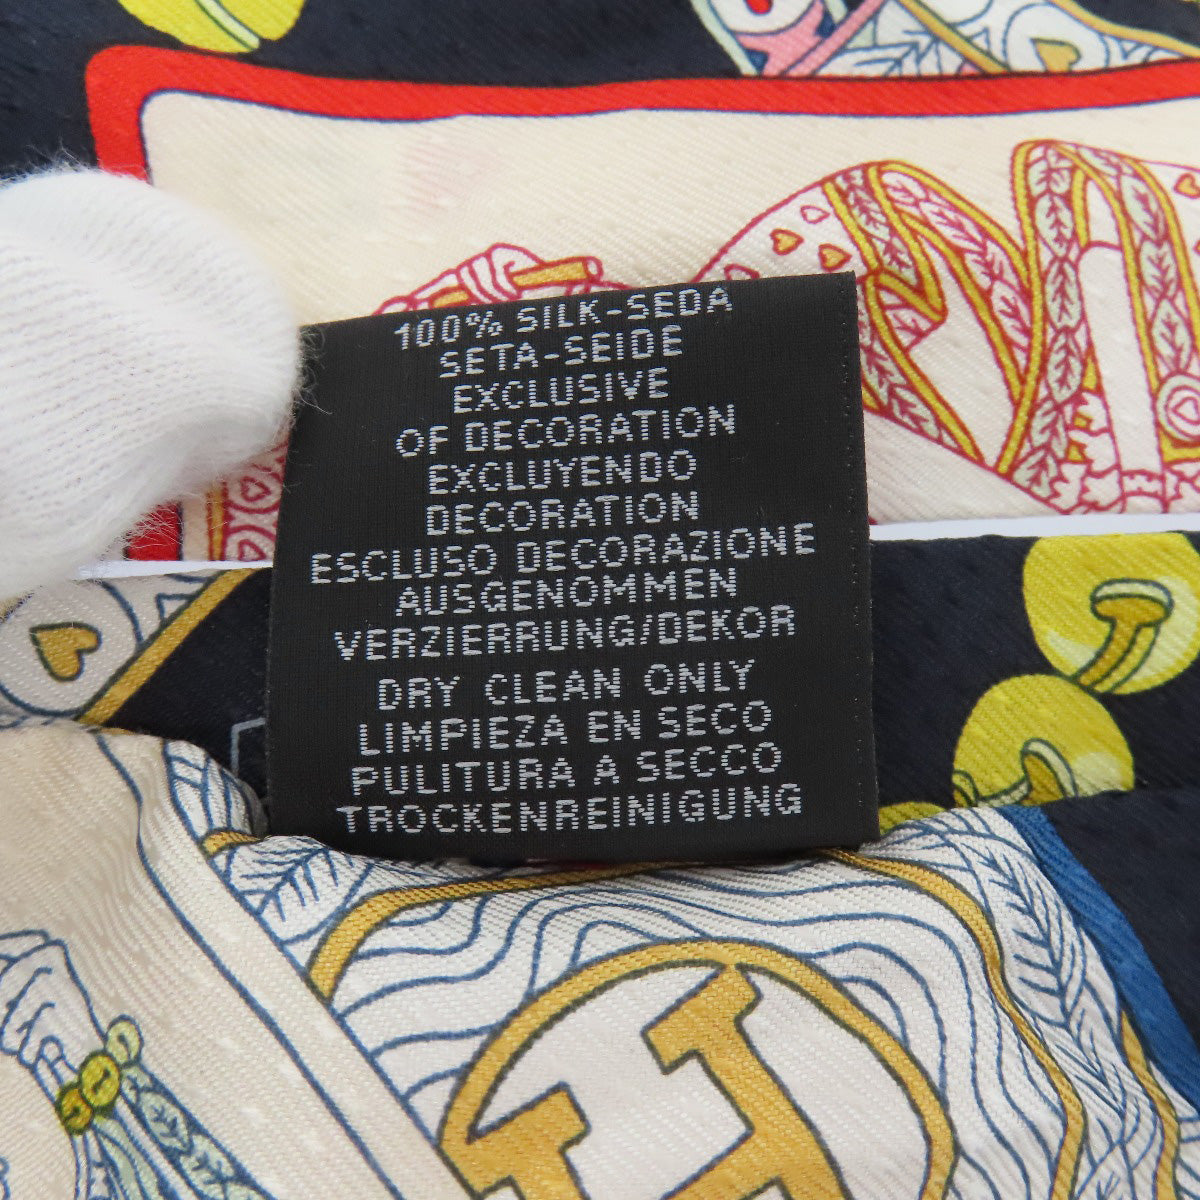 100% SILK-SEDA
SETA-SEIDE
EXCLUSIVE
OF DECORATION
EXCLUYENDO
DECORATION
ESCLUSO DECORAZIONE
AUSGENOMMEN
VERZIERRUNG/DEKOR
DRY CLEAN ONLY
LIMPIEZA EN SECO
PULITURA A SECCO
TROCKENREINIGUNG
H